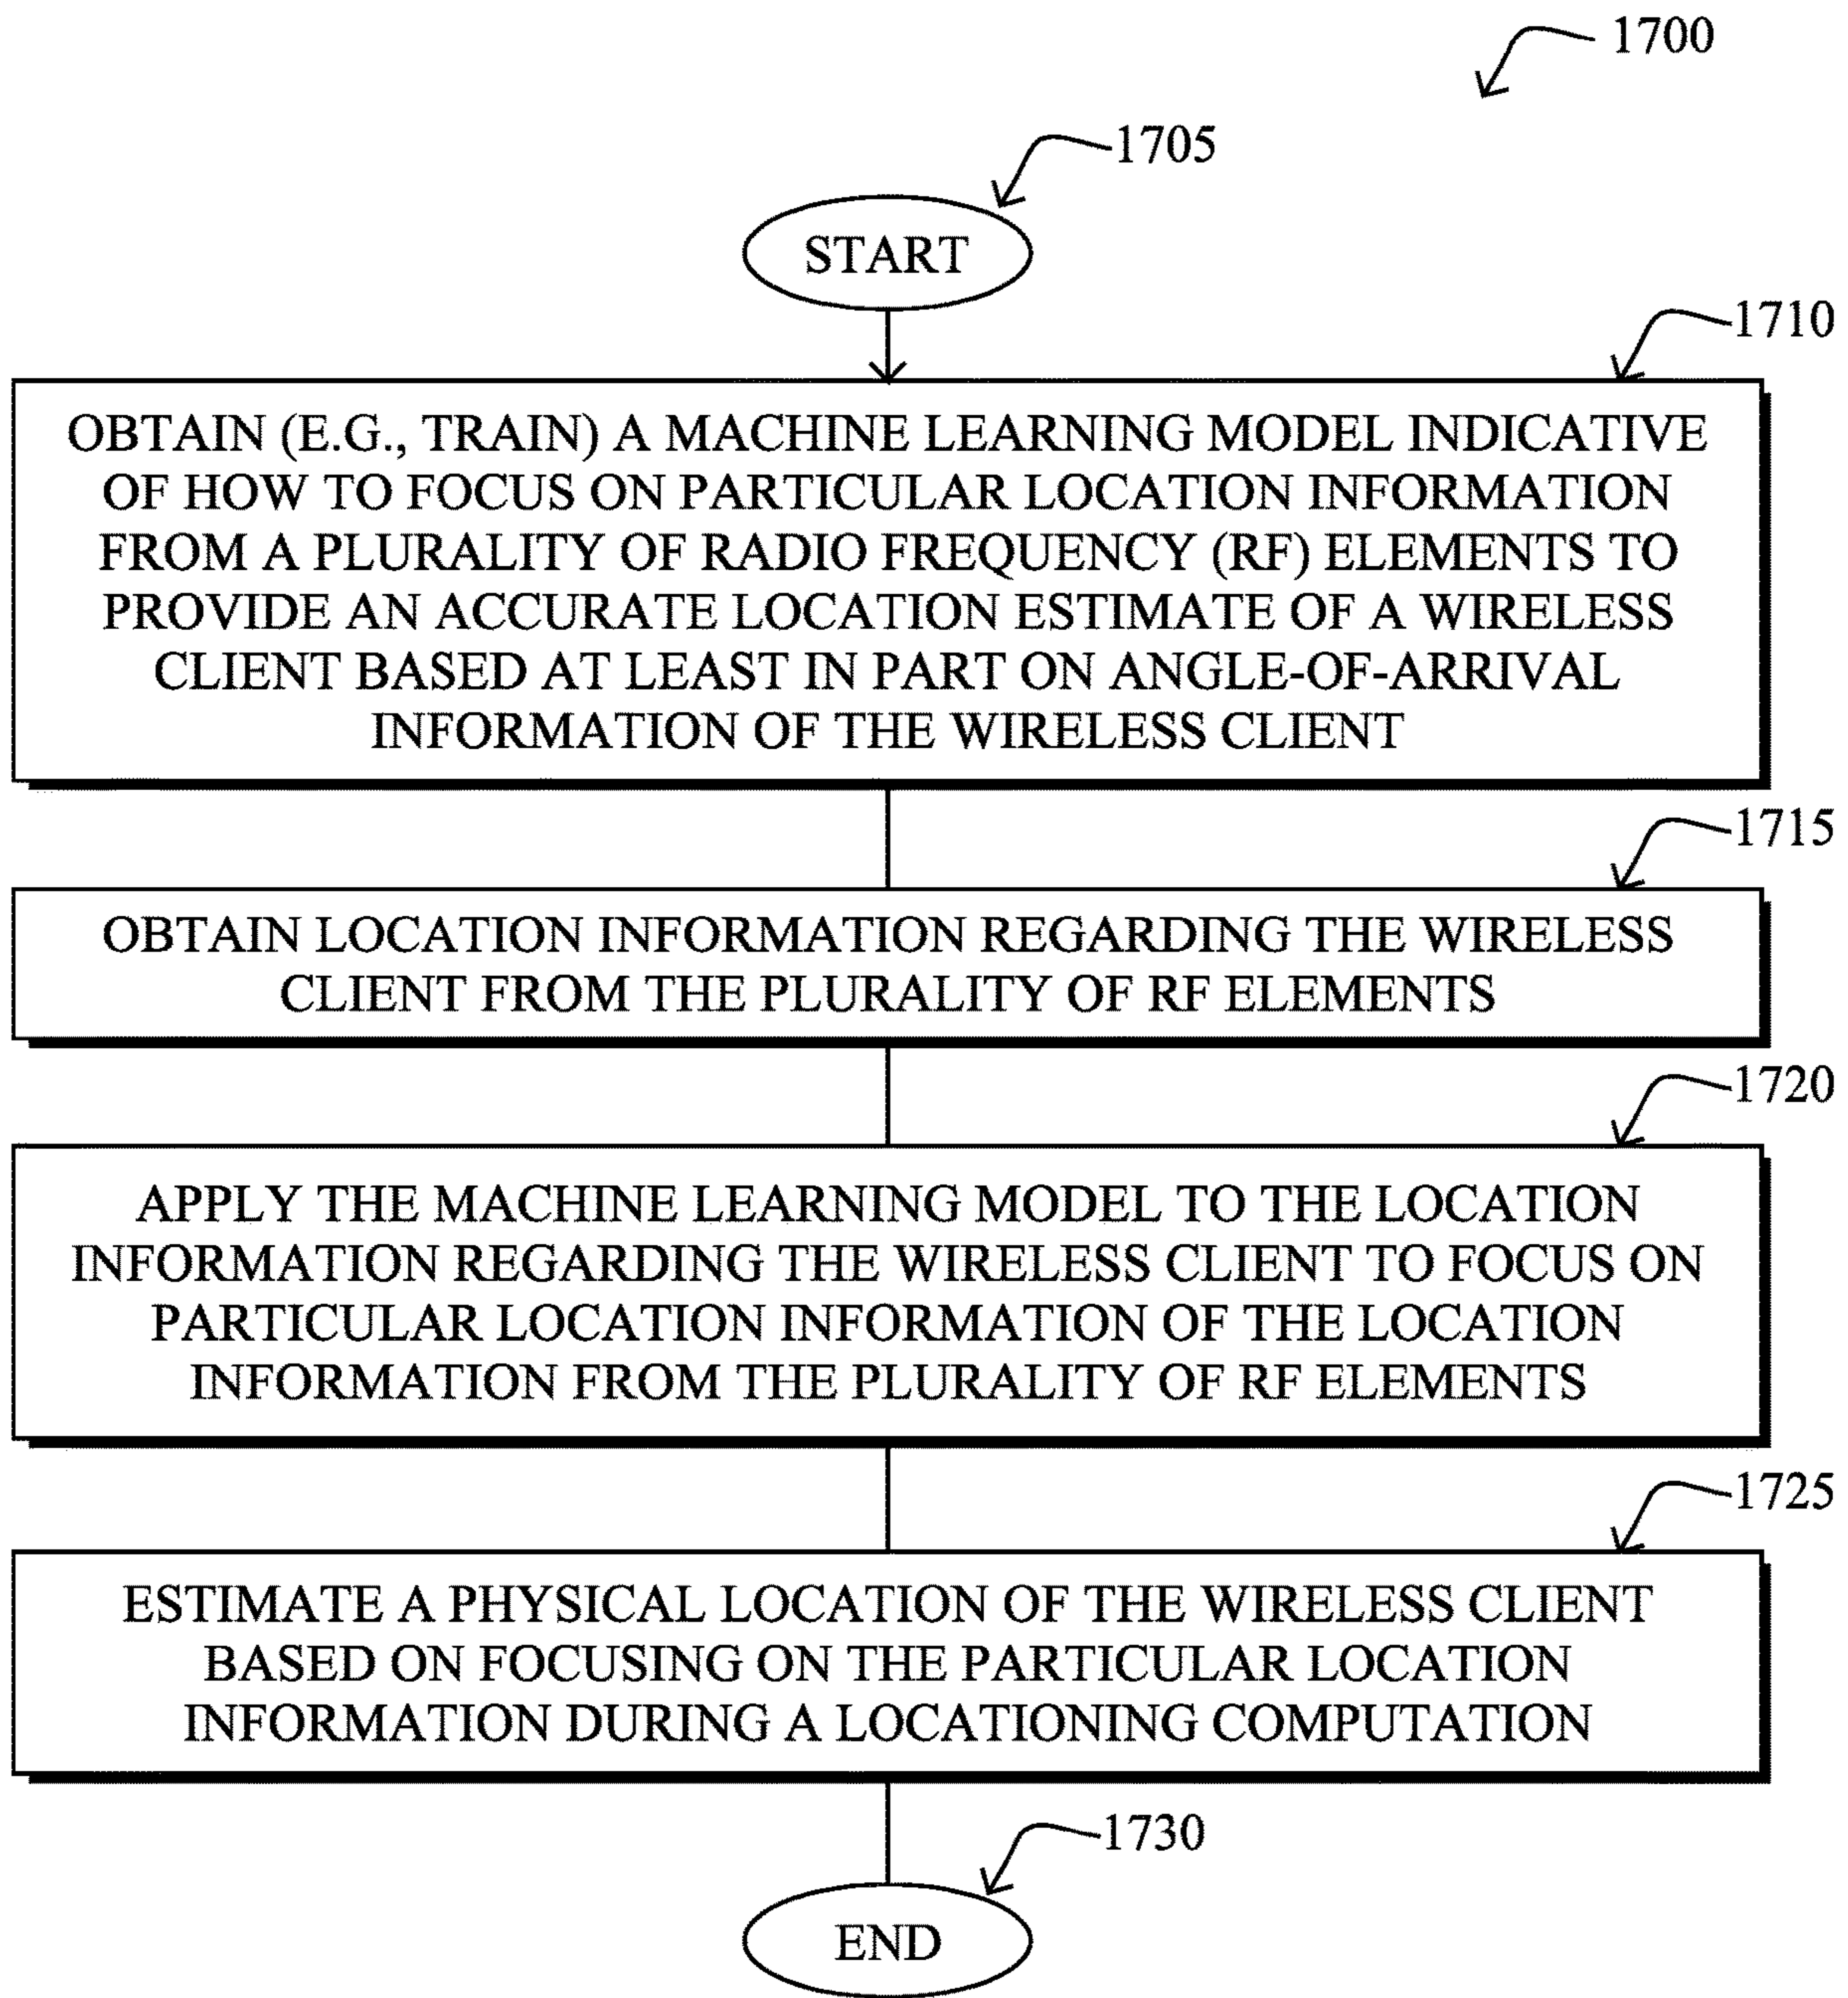 1700
1705
START
1710
OBTAIN (E.G., TRAIN) A MACHINE LEARNING MODEL INDICATIVE
OF HOW TO FOCUS ON PARTICULAR LOCATION INFORMATION
FROM A PLURALITY OF RADIO FREQUENCY (RF) ELEMENTS TO
PROVIDE AN ACCURATE LOCATION ESTIMATE OF A WIRELESS
CLIENT BASED AT LEAST IN PART ON ANGLE-OF-ARRIVAL
INFORMATION OF THE WIRELESS CLIENT
1715
OBTAIN LOCATION INFORMATION REGARDING THE WIRELESS
CLIENT FROM THE PLURALITY OF RF ELEMENTS
1720
APPLY THE MACHINE LEARNING MODEL TO THE LOCATION
INFORMATION REGARDING THE WIRELESS CLIENT TO FOCUS ON
PARTICULAR LOCATION INFORMATION OF THE LOCATION
INFORMATION FROM THE PLURALITY OF RF ELEMENTS
1725
ESTIMATE A PHYSICAL LOCATION OF THE WIRELESS CLIENT
BASED ON FOCUSING ON THE PARTICULAR LOCATION
INFORMATION DURING A LOCATIONING COMPUTATION
1730
END